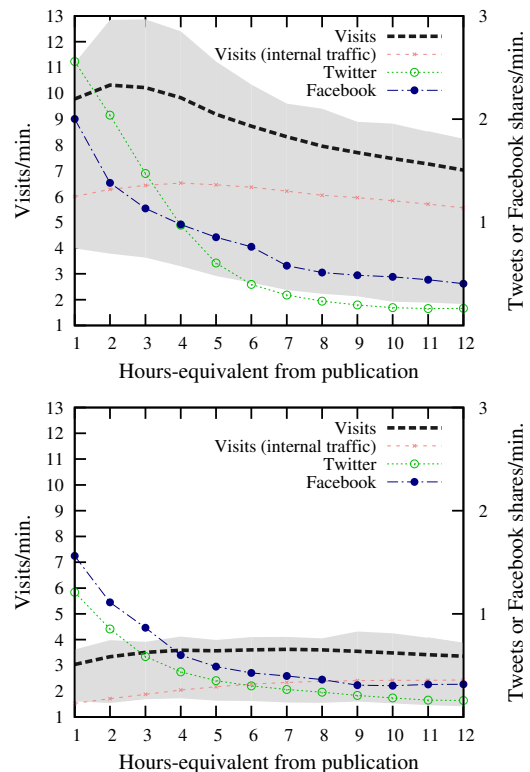 13
12
11
10
9
8
7
6
5
4
3
2
1
Visits/min.
3
2
1
Tweets or Facebook shares/min.
Visits
Visits (internal traffic)
Twitter
Facebook
1 2 3 4 5 6 7 8 9 10 11 12
Hours-equivalent from publication
13
12
11
10
9
8
7
6
5
4
3
2
1
Visits/min.
3
2
1
Tweets or Facebook shares/min.
Visits
Visits (internal traffic)
Twitter
Facebook
1 2 3 4 5 6 7 8 9 10 11 12
Hours-equivalent from publication